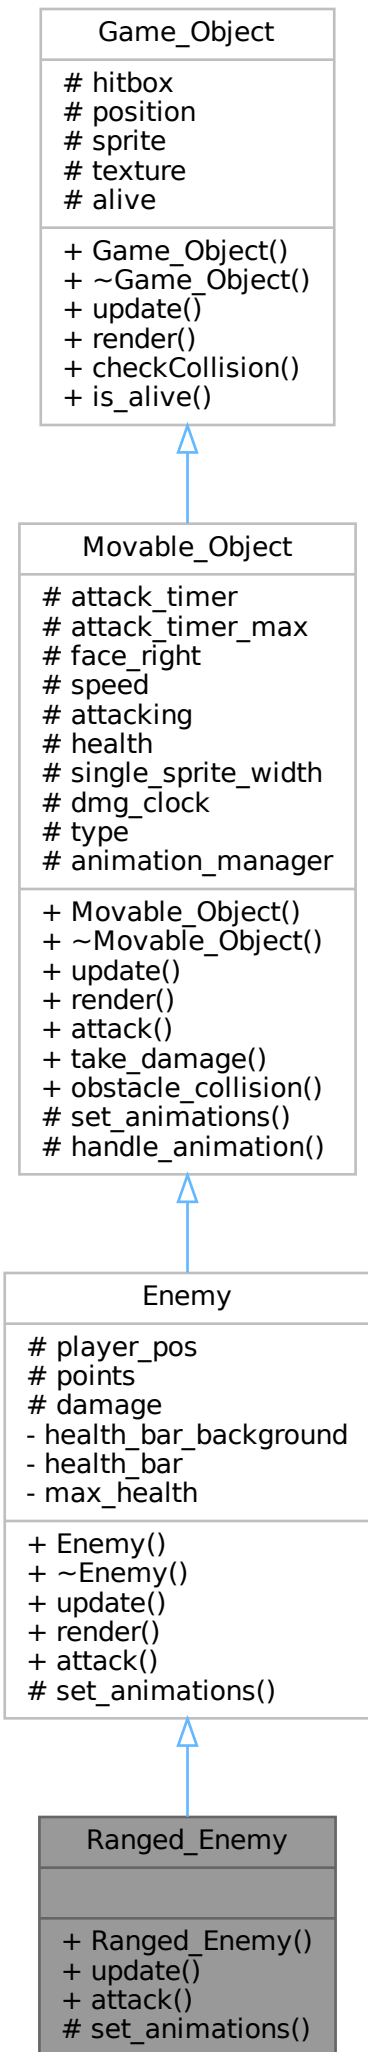 Game_Object
# hitbox
# position
# sprite
# texture
# alive
+ Game_Object()
+ ~Game_Object()
+ update()
+ render()
+ checkCollision()
+ is_alive()
Movable_Object
# attack_timer
# attack_timer_max
# face_right
# speed
# attacking
# health
# single_sprite_width
# dmg_clock
# type
# animation_manager
+ Movable_Object()
+ ~Movable_Object()
+ update()
+ render()
+ attack()
+ take_damage()
+ obstacle_collision()
# set_animations()
# handle_animation()
Enemy
# player_pos
# points
# damage
- health_bar_background
- health_bar
- max_health
+ Enemy()
+ ~Enemy()
+ update()
+ render()
+ attack()
# set_animations()
Ranged_Enemy
+ Ranged_Enemy()
+ update()
+ attack()
# set_animations()